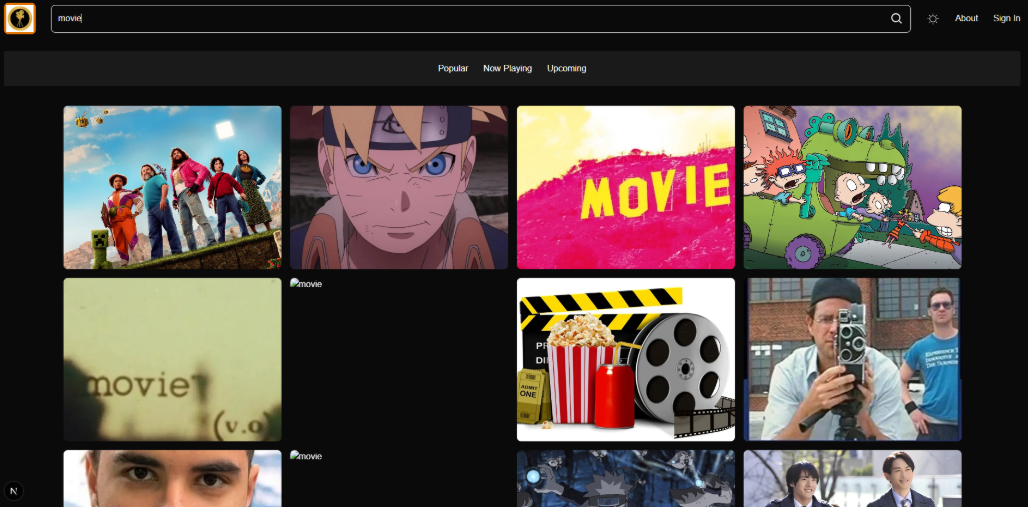 movie
About
Sign In
Popular
Now Playing
Upcoming
MOVIE
movie
(v.o)
movie
ADMIT
ONE
movie
N